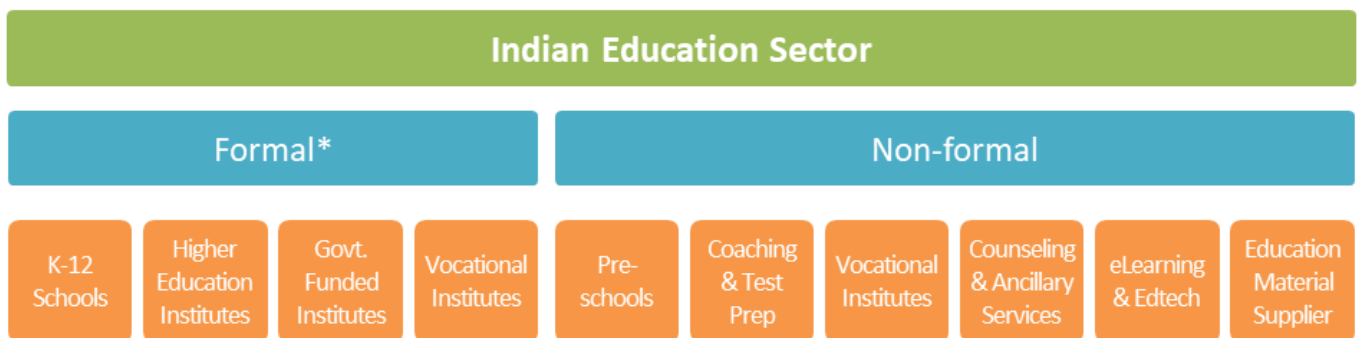 Indian Education Sector
Formal*
Non-formal
K-12
Schools
Higher
Education
Institutes
Govt.
Funded
Institutes
Vocational
Institutes
Pre-
schools
Coaching
& Test
Prep
Vocational
Institutes
Counseling
& Ancillary
Services
eLearning
& Edtech
Education
Material
Supplier